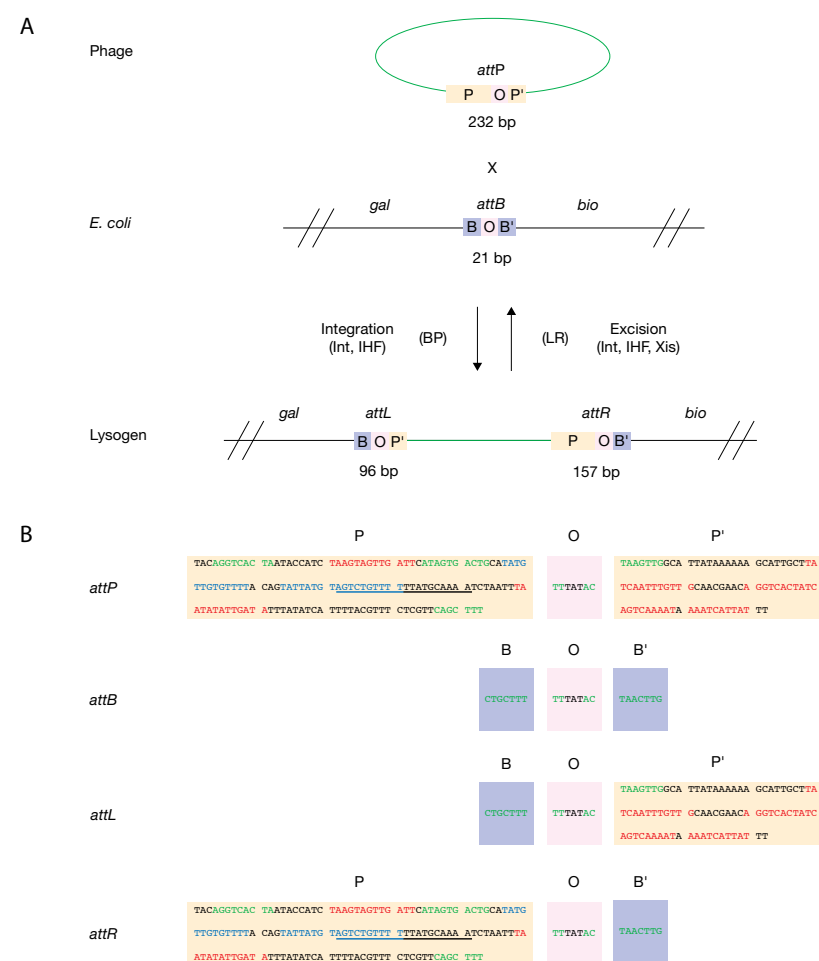 A
Phage
attP
P O P'
232 bp
X
gal attB bio
E. coli
B O B'
21 bp
Integration (BP) (LR) Excision
(Int, IHF) (Int, IHF, Xis)
gal attL attR bio
Lysogen
B O P' P O B'
96 bp 157 bp
B
P O P'
attP
TACAGGTCAC TAATACCATC TAAGTAGTTG ATTCATAGTG ACTGCATATG
TTGTGTTTTA CAGTATTATG TAGTCTGTTT TTTATGCAAA ATCTAATTTA
ATATATTGAT ATTTATATCA TTTTACGTTT CTCGTTCAGC TTT
TTTATAC
TAAGTTGGCA TTATAAAAAA GCATTGCTTA
TCAATTTGTT GCAACGAACA GGTCACTATC
AGTCAAAATA AAATCATTAT TT
B O B'
attB
CTGCTTT TTTATAC TAACTTG
B O P'
attL
CTGCTTT TTTATAC
TAAGTTGGCA TTATAAAAAA GCATTGCTTA
TCAATTTGTT GCAACGAACA GGTCACTATC
AGTCAAAATA AAATCATTAT TT
P O B'
attR
TACAGGTCAC TAATACCATC TAAGTAGTTG ATTCATAGTG ACTGCATATG
TTGTGTTTTA CAGTATTATG TAGTCTGTTT TTTATGCAAA ATCTAATTTA
ATATATTGAT ATTTATATCA TTTTACGTTT CTCGTTCAGC TTT
TTTATAC TAACTTG